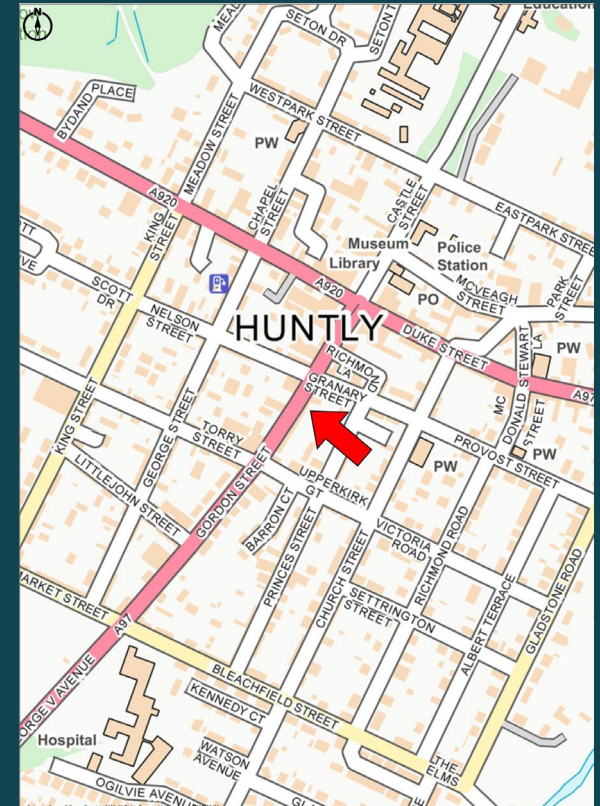 N
Education
SETON DR
BYDAND PLACE
WESTPARK STREET
MEADOW STREET
PW
CHAPEL STREET
CASTLE STREET
EASTPARK STREE
A920
KING STREET
Museum
Library
Police Station
MCVEAGH STREET
PARK STREET
SCOTT DR
A920
PO
NELSON STREET
HUNTLY
DUKE STREET
RICHMOND LA
GRANARY STREET
MC DONALD STREET
STEWART LA
PW
A97
KING STREET
GEORGE STREET
TORRY STREET
PROVOST STREET
PW
PW
LITTLEJOHN STREET
GORDON STREET
UPPERKIRK GT
BARRON CT
PRINCES STREET
VICTORIA ROAD
RICHMOND ROAD
CHURCH STREET
SETTRINGTON STREET
ALBERT TERRACE
GLADSTONE ROAD
MARKET STREET
A97
ORGE V AVENUE
BLEACHFIELD STREET
KENNEDY CT
Hospital
WATSON AVENUE
THE ELMS
OGILVIE AVENUE